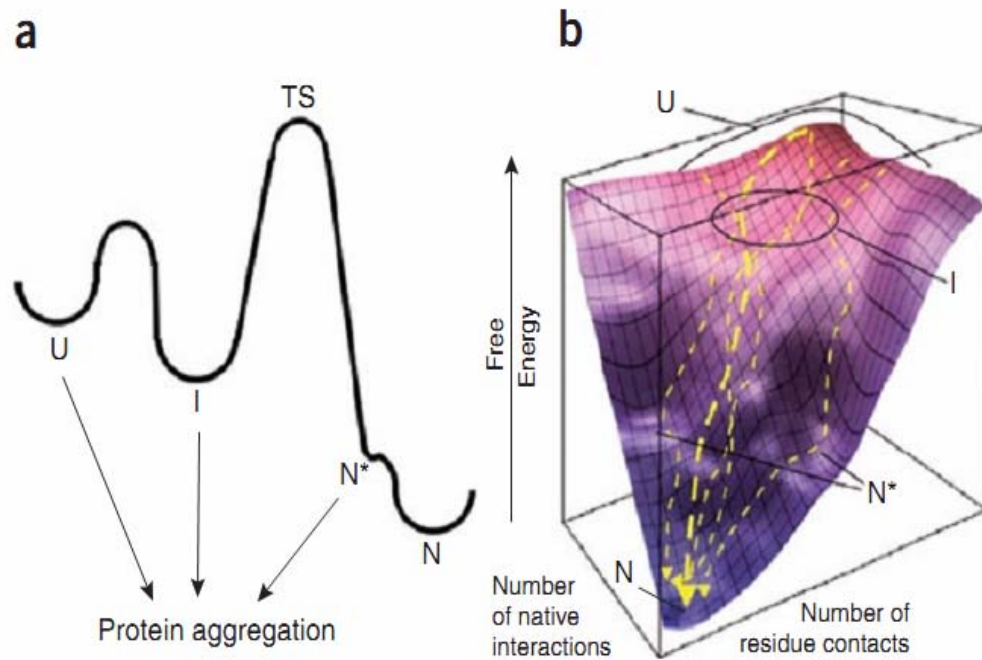 a
TS
U
I
N*
N
Protein aggregation
b
U
I
N*
N
Free
Energy
Number
of native
interactions
Number of
residue contacts